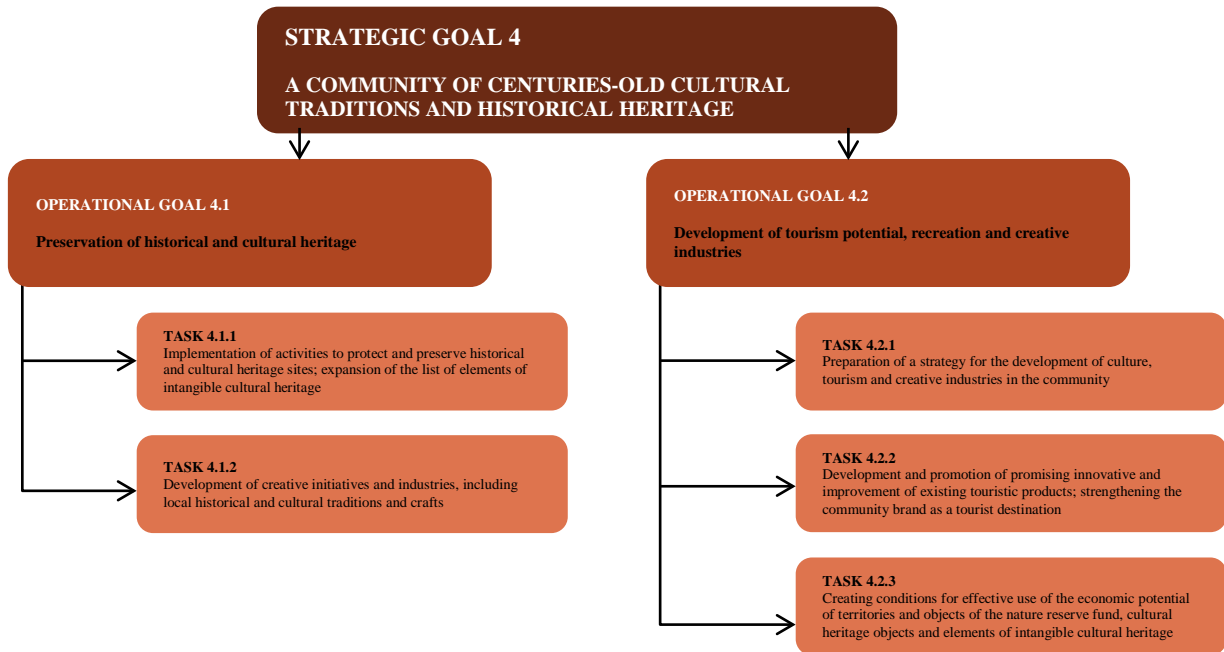 STRATEGIC GOAL 4
A COMMUNITY OF CENTURIES-OLD CULTURAL
TRADITIONS AND HISTORICAL HERITAGE
OPERATIONAL GOAL 4.1
Preservation of historical and cultural heritage
TASK 4.1.1
Implementation of activities to protect and preserve historical
and cultural heritage sites; expansion of the list of elements of
intangible cultural heritage
TASK 4.1.2
Development of creative initiatives and industries, including
local historical and cultural traditions and crafts
OPERATIONAL GOAL 4.2
Development of tourism potential, recreation and creative
industries
TASK 4.2.1
Preparation of a strategy for the development of culture,
tourism and creative industries in the community
TASK 4.2.2
Development and promotion of promising innovative and
improvement of existing touristic products; strengthening the
community brand as a tourist destination
TASK 4.2.3
Creating conditions for effective use of the economic potential
of territories and objects of the nature reserve fund, cultural
heritage objects and elements of intangible cultural heritage